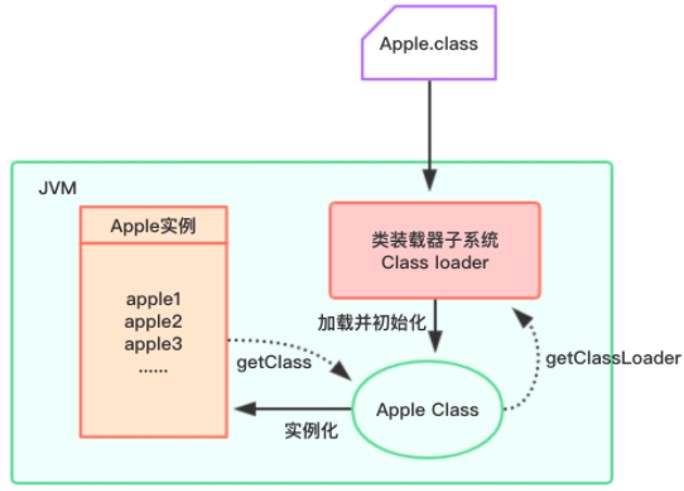 Apple.class
JVM
Apple实例
类装载器子系统
Class loader
apple1
apple2
apple3
......
加载并初始化
getClass
getClassLoader
Apple Class
实例化